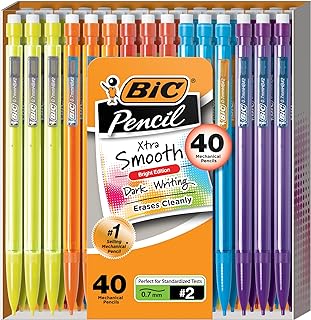 BiC
Pencil
Xtra
Smooth
Bright Edition
Dark Writing
Erases Cleanly
40
Mechanical
Pencils
#1
Selling
Mechanical Pencil
40
Mechanical
Pencils
Perfect for Standardized Tests
0.7 mm
#2